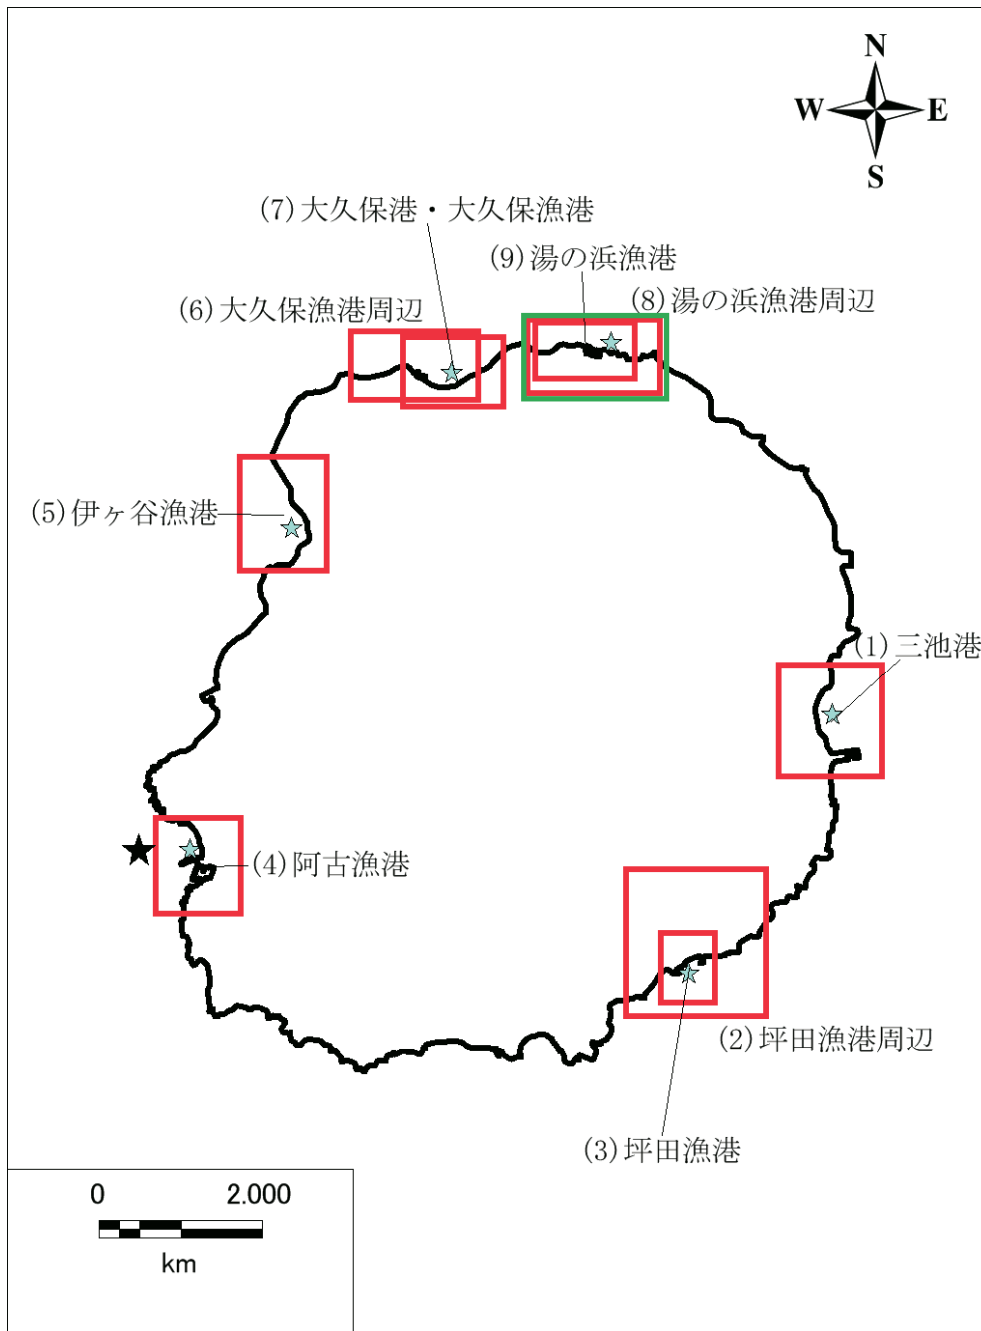 N
W E
S
(7)大久保港・大久保漁港
(9)湯の浜漁港
(8)湯の浜漁港周辺
(6)大久保漁港周辺
(5)伊ヶ谷漁港
(1)三池港
(4)阿古漁港
(2)坪田漁港周辺
(3)坪田漁港
0 2.000
km